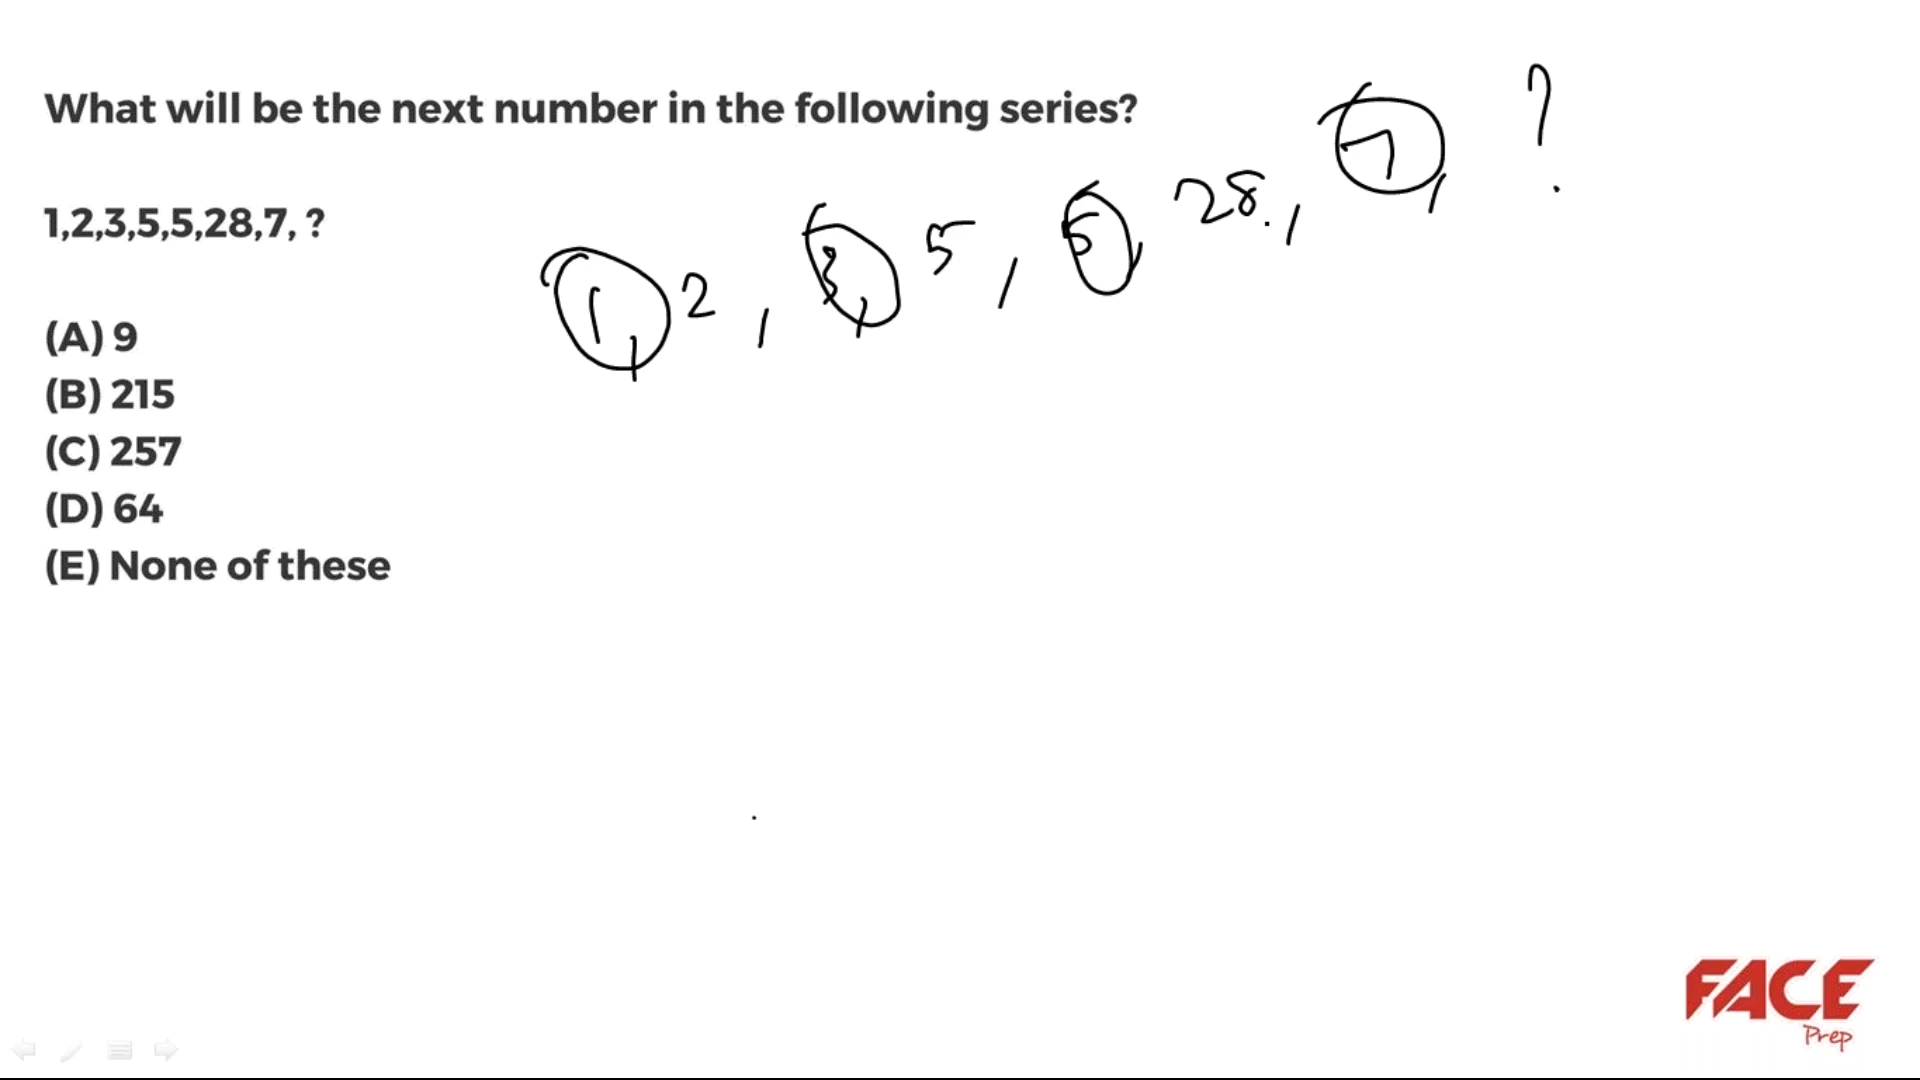 What will be the next number in the following series?
1,2,3,5,5,28,7, ?
1, 2, 3, 5, 5, 28, 7, ?
(A) 9
(B) 215
(C) 257
(D) 64
(E) None of these
FACE
Prep